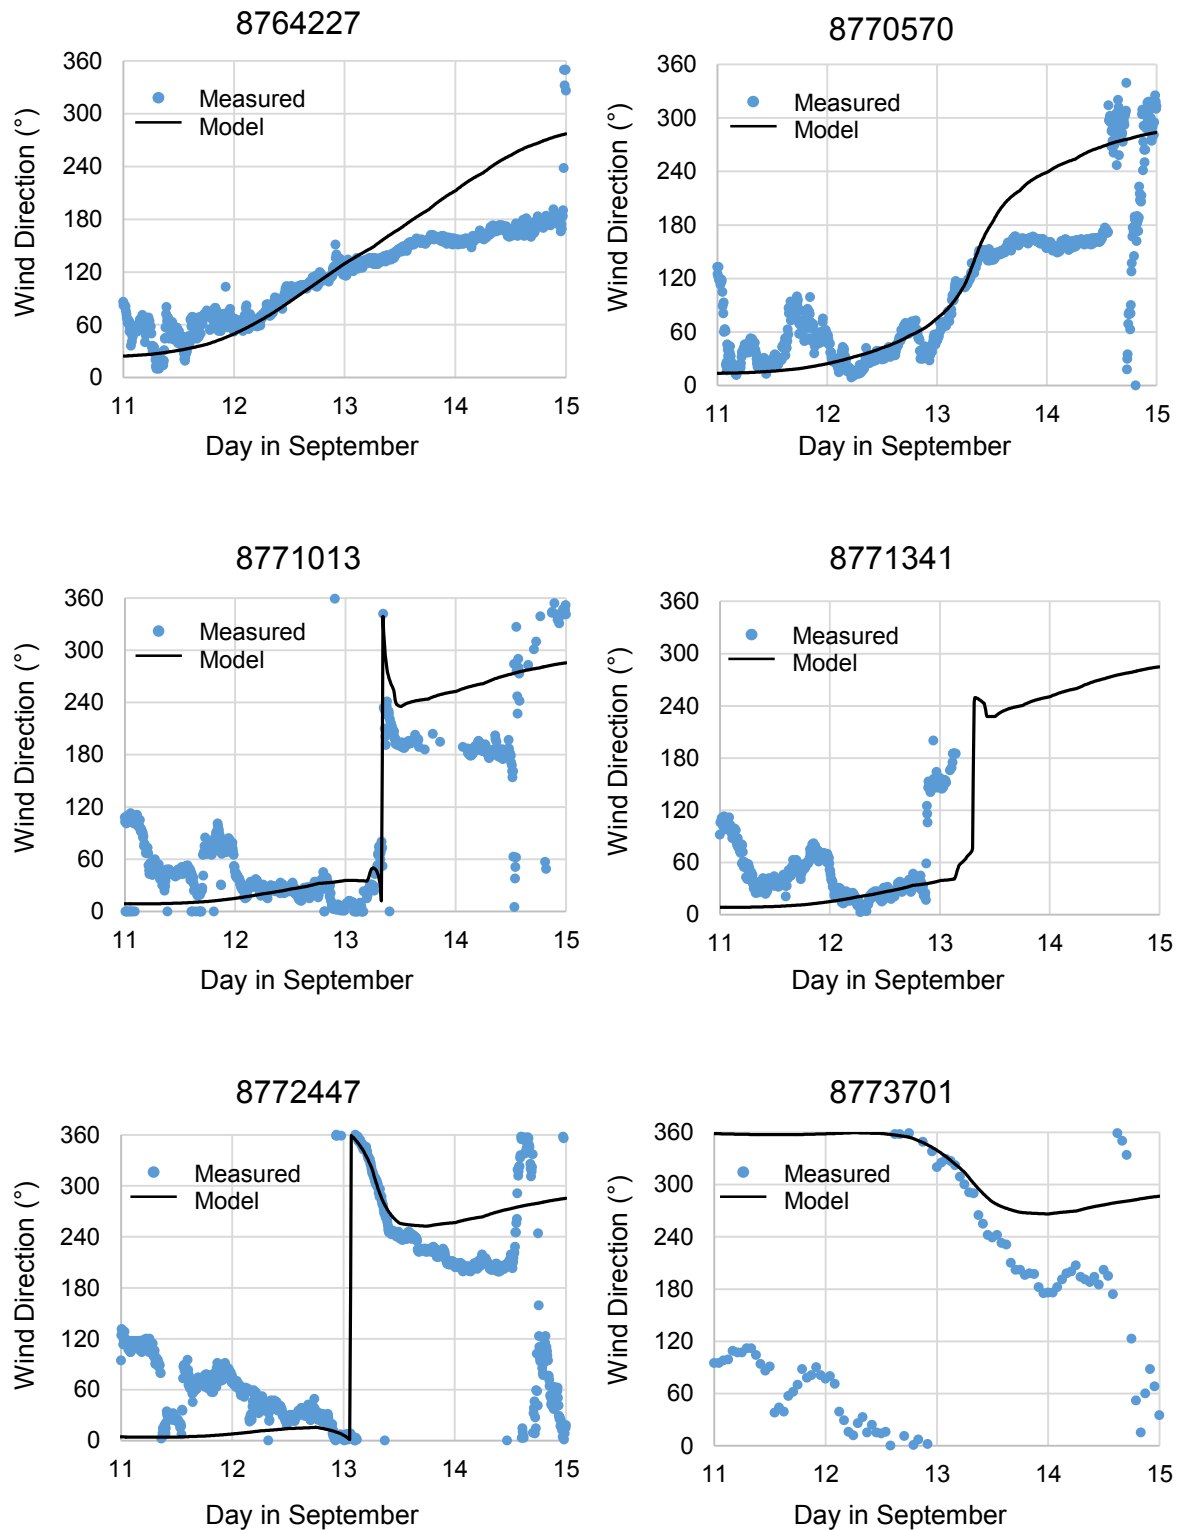 8764227
360
300
240
180
120
60
0
Wind Direction (°)
Measured
Model
11 12 13 14 15
Day in September
8770570
360
300
240
180
120
60
0
Wind Direction (°)
Measured
Model
11 12 13 14 15
Day in September
8771013
360
300
240
180
120
60
0
Wind Direction (°)
Measured
Model
11 12 13 14 15
Day in September
8771341
360
300
240
180
120
60
0
Wind Direction (°)
Measured
Model
11 12 13 14 15
Day in September
8772447
360
300
240
180
120
60
0
Wind Direction (°)
Measured
Model
11 12 13 14 15
Day in September
8773701
360
300
240
180
120
60
0
Wind Direction (°)
Measured
Model
11 12 13 14 15
Day in September